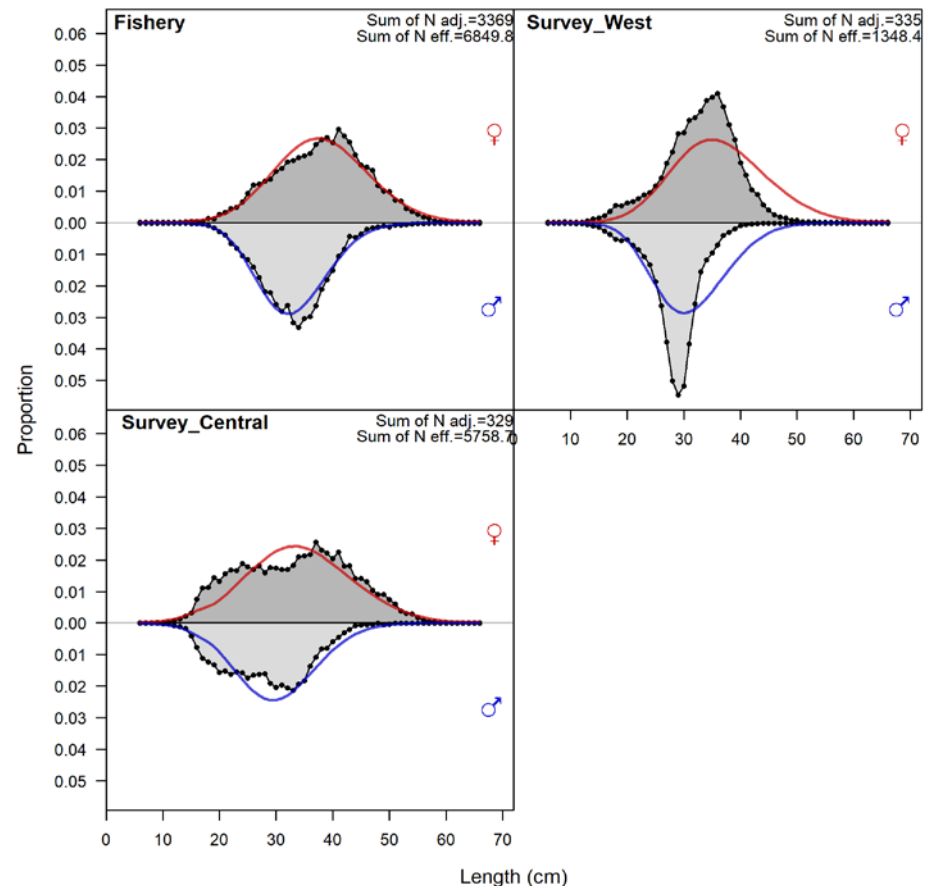 Fishery
Sum of N adj.=3369
Sum of N eff.=6849.8
Survey_West
Sum of N adj.=335
Sum of N eff.=1348.4
0.06
0.05
0.04
0.03
♀
♀
0.02
0.01
0.00
0.01
0.02
0.03
♂
♂
0.04
0.05
Survey_Central
Sum of N adj.=329
Sum of N eff.=5758.7
0 10 20 30 40 50 60 70
0.06
0.05
0.04
0.03
♀
0.02
0.01
0.00
0.01
0.02
0.03
♂
0.04
0.05
0 10 20 30 40 50 60 70
Proportion
Length (cm)